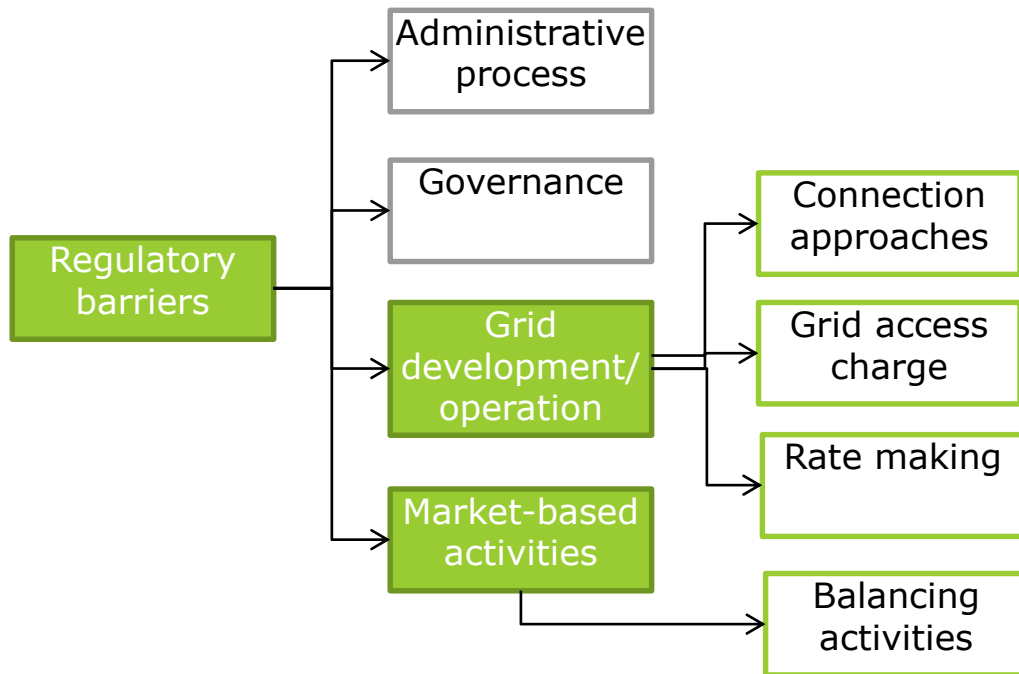 Administrative
process
Governance
Regulatory
barriers
Grid
development/
operation
Market-based
activities
Connection
approaches
Grid access
charge
Rate making
Balancing
activities